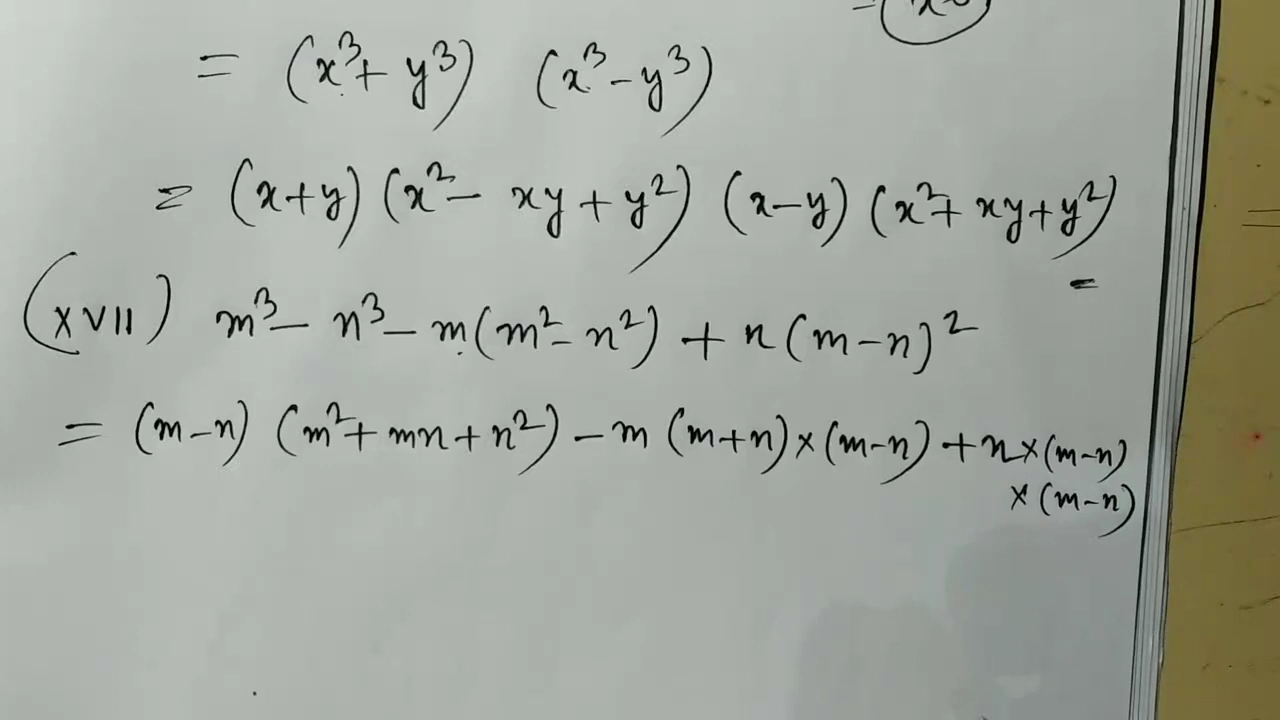 = (x³ + y³) (x³ - y³)
= (x+y) (x² - xy + y²) (x-y) (x² + xy + y²)
(XVII) m³ - n³ - m(m² - n²) + n(m-n)²
= (m-n) (m² + mn + n²) - m (m+n) × (m-n) + n × (m-n)
× (m-n)